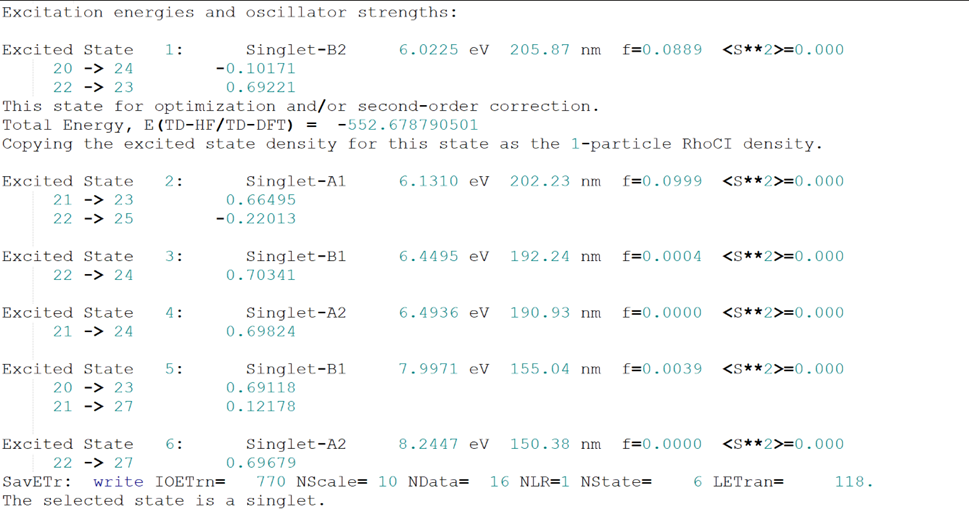 Excitation energies and oscillator strengths:
Excited State 1: Singlet-B2 6.0225 eV 205.87 nm f=0.0889 <S**2>=0.000
20 -> 24 -0.10171
22 -> 23 0.69221
This state for optimization and/or second-order correction.
Total Energy, E(TD-HF/TD-DFT) = -552.678790501
Copying the excited state density for this state as the 1-particle RhoCI density.
Excited State 2: Singlet-A1 6.1310 eV 202.23 nm f=0.0999 <S**2>=0.000
21 -> 23 0.66495
22 -> 25 -0.22013
Excited State 3: Singlet-B1 6.4495 eV 192.24 nm f=0.0004 <S**2>=0.000
22 -> 24 0.70341
Excited State 4: Singlet-A2 6.4936 eV 190.93 nm f=0.0000 <S**2>=0.000
21 -> 24 0.69824
Excited State 5: Singlet-B1 7.9971 eV 155.04 nm f=0.0039 <S**2>=0.000
20 -> 23 0.69118
21 -> 27 0.12178
Excited State 6: Singlet-A2 8.2447 eV 150.38 nm f=0.0000 <S**2>=0.000
22 -> 27 0.69679
SavETr: write IOETrn= 770 NScale= 10 NData= 16 NLR=1 NState= 6 LETran= 118.
The selected state is a singlet.